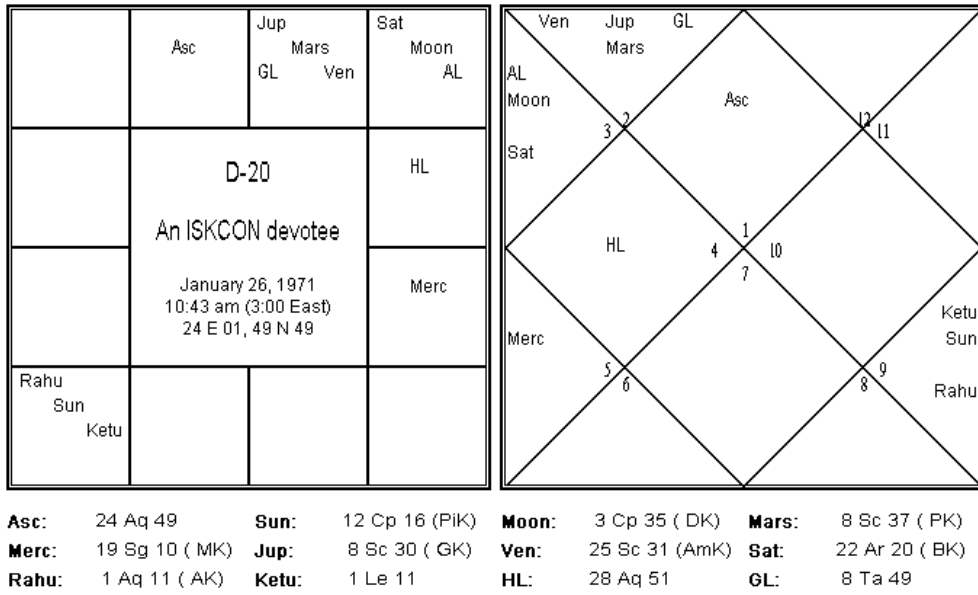 Asc
Jup
Mars
GL Ven
Sat
Moon
AL
HL
Merc
Rahu
Sun
Ketu
D-20
An ISKCON devotee
January 26, 1971
10:43 am (3:00 East)
24 E 01, 49 N 49
Ven Jup GL
Mars
AL
Moon
Sat
Asc
2
3
12
11
1
4 10
7
HL
Merc
5
6
9
8
Ketu
Sun
Rahu
Asc: 24 Aq 49 Sun: 12 Cp 16 (PiK) Moon: 3 Cp 35 ( DK) Mars: 8 Sc 37 ( PK)
Merc: 19 Sg 10 ( MK) Jup: 8 Sc 30 ( GK) Ven: 25 Sc 31 (AmK) Sat: 22 Ar 20 ( BK)
Rahu: 1 Aq 11 ( AK) Ketu: 1 Le 11 HL: 28 Aq 51 GL: 8 Ta 49